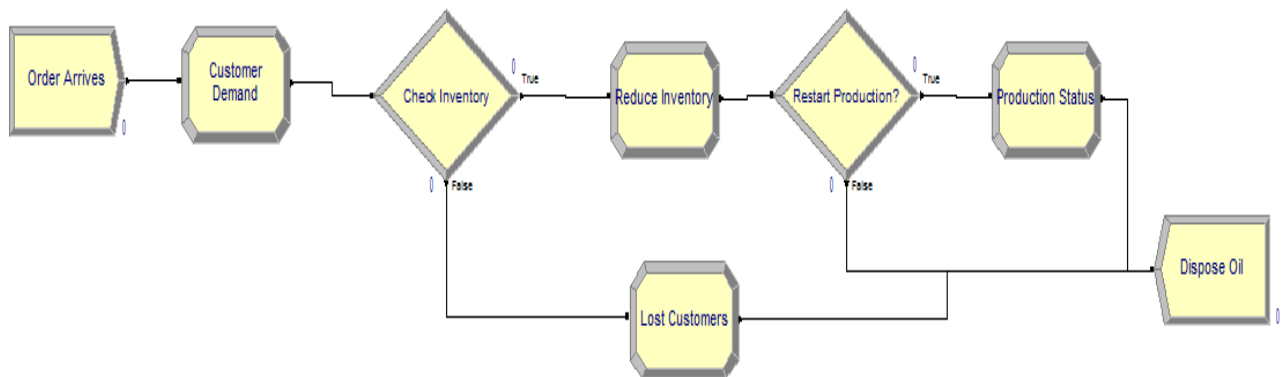 Order Arrives
0
Customer
Demand
Check Inventory
0
True
0
False
Reduce Inventory
Restart Production?
0
True
0
False
Production Status
Lost Customers
Dispose Oil
0